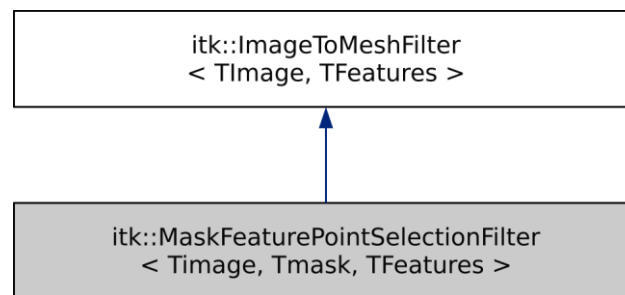 itk::ImageToMeshFilter
< TImage, TFeatures >
itk::MaskFeaturePointSelectionFilter
< Timage, Tmask, TFeatures >